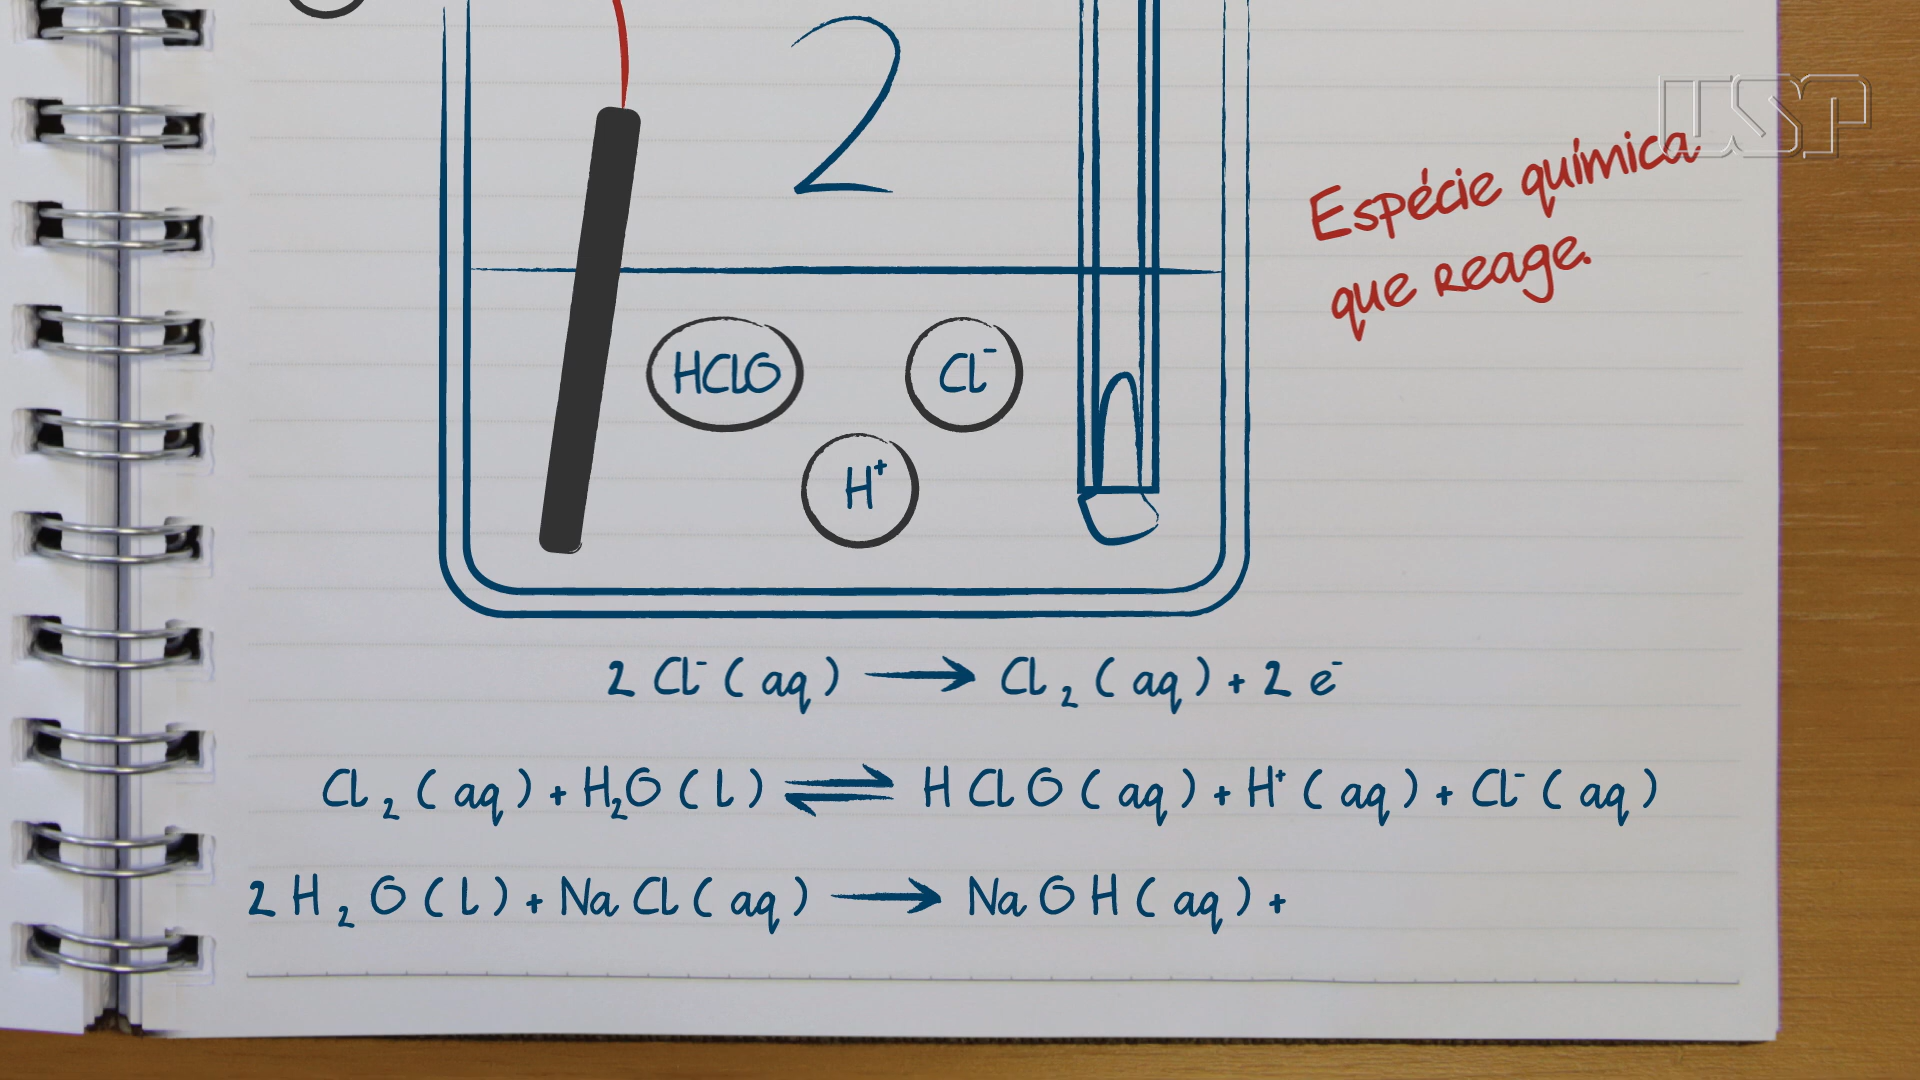 2
USP
Espécie química
que reage.
HClO
Cl⁻
H⁺
2 Cl⁻ (aq) → Cl₂ (aq) + 2 e⁻
Cl₂ (aq) + H₂O (l) ⇌ HClO (aq) + H⁺ (aq) + Cl⁻ (aq)
2 H₂O (l) + NaCl (aq) → NaOH (aq) +